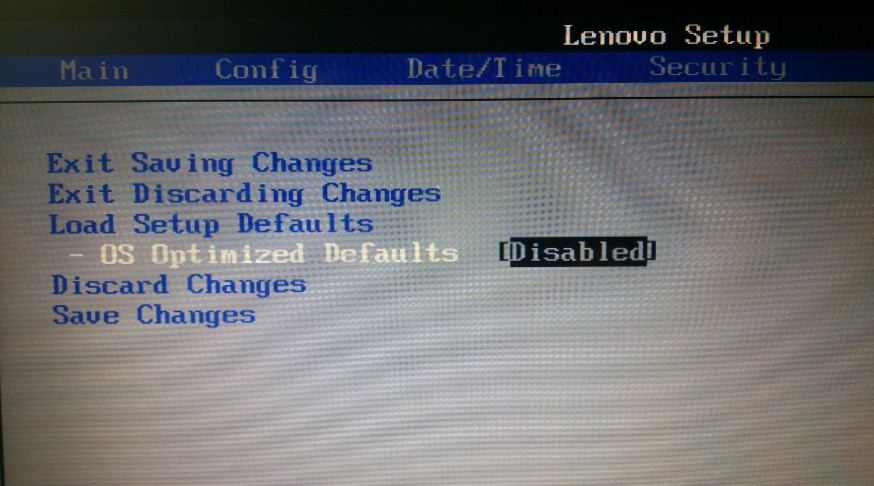 Lenovo Setup
Main Config Date/Time Security
Exit Saving Changes
Exit Discarding Changes
Load Setup Defaults
- OS Optimized Defaults [Disabled]
Discard Changes
Save Changes